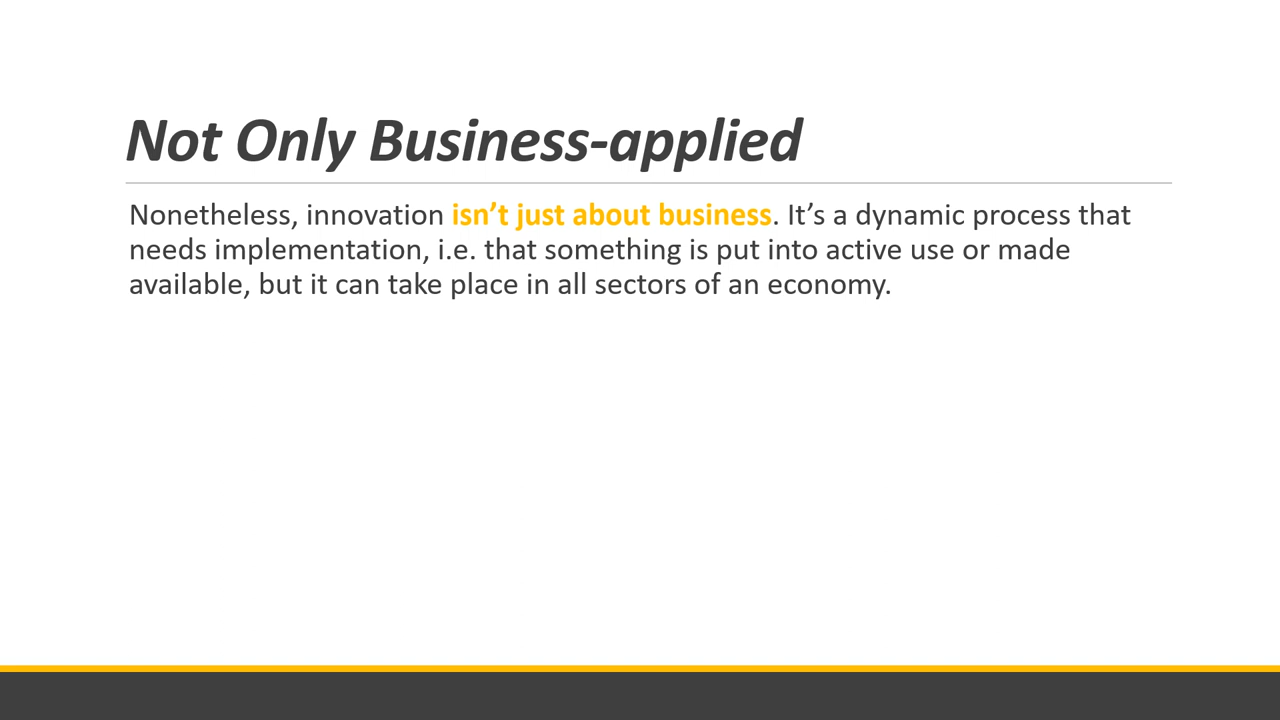 Not Only Business-applied
Nonetheless, innovation isn’t just about business. It’s a dynamic process that
needs implementation, i.e. that something is put into active use or made
available, but it can take place in all sectors of an economy.